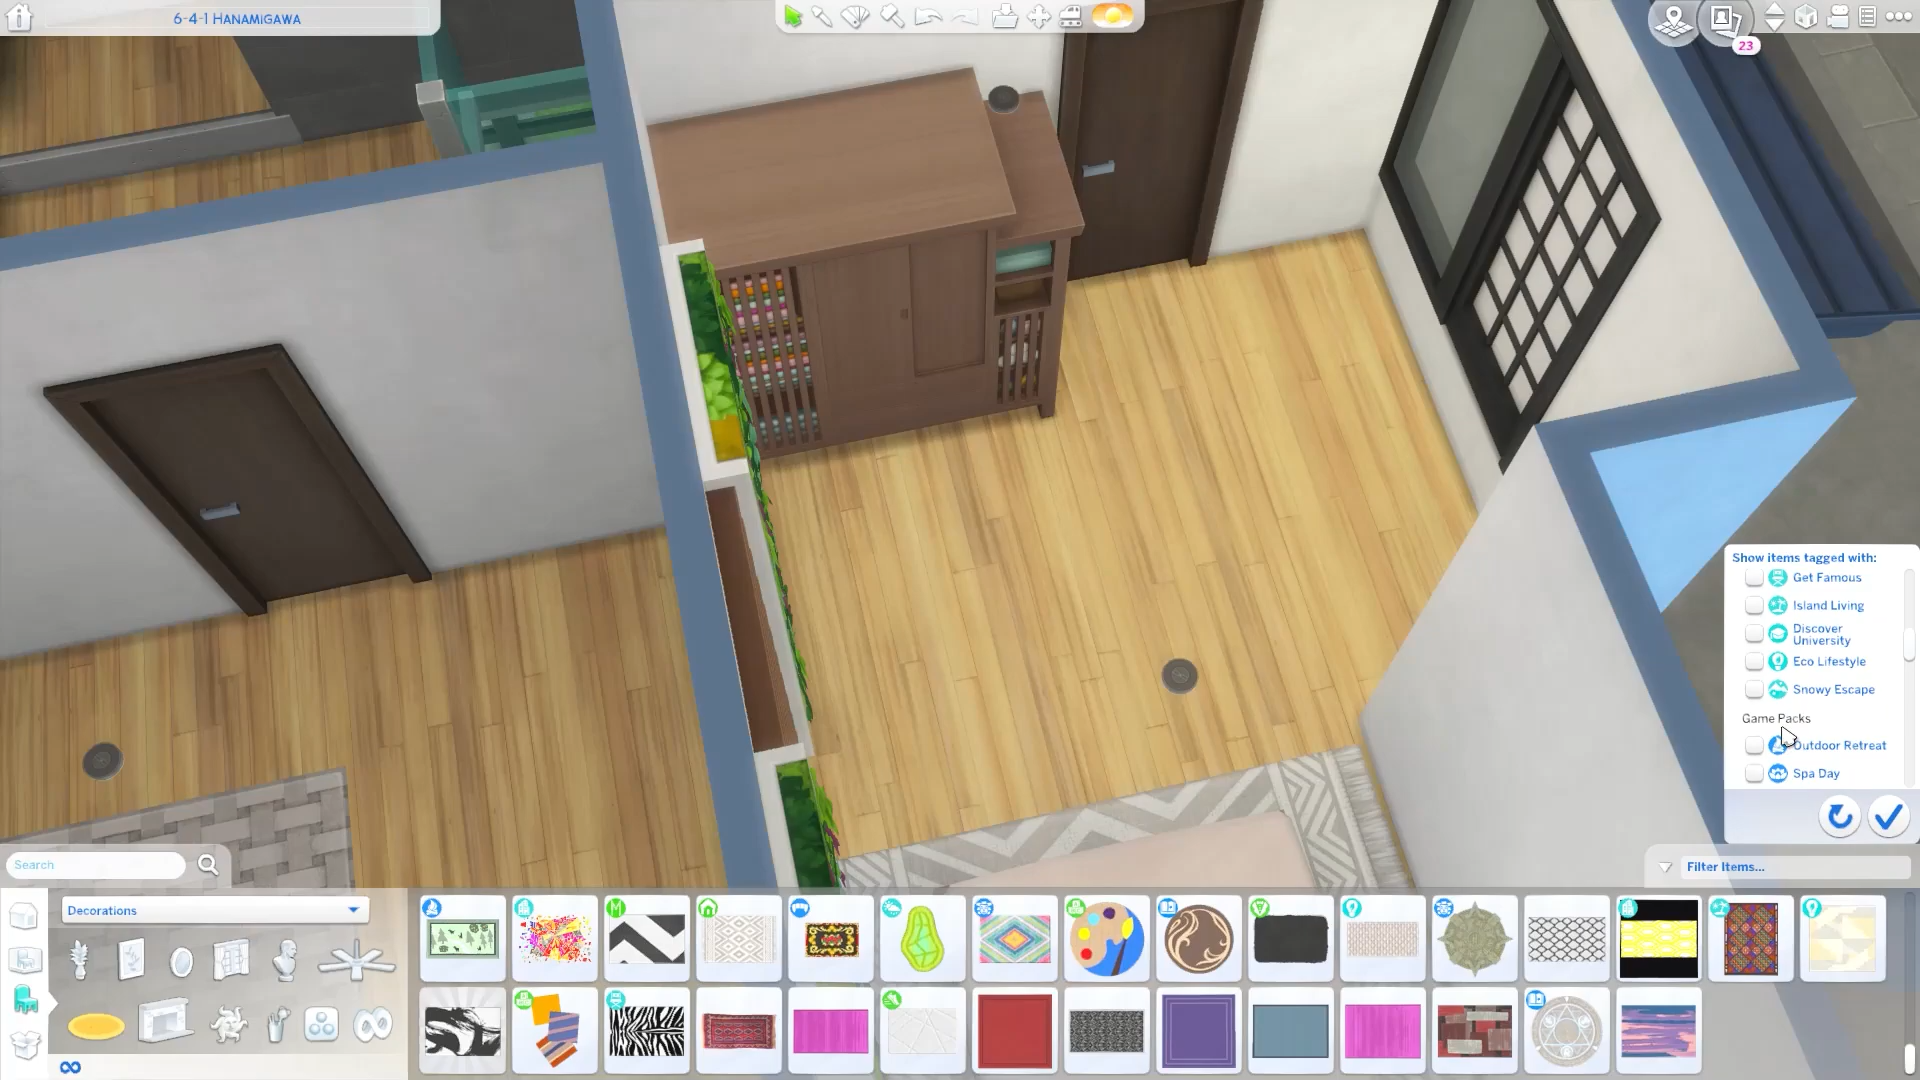 6-4-1 Hanamigawa
23
Show items tagged with:
Get Famous
Island Living
Discover
University
Eco Lifestyle
Snowy Escape
Game Packs
Outdoor Retreat
Spa Day
Search
Filter Items...
Decorations